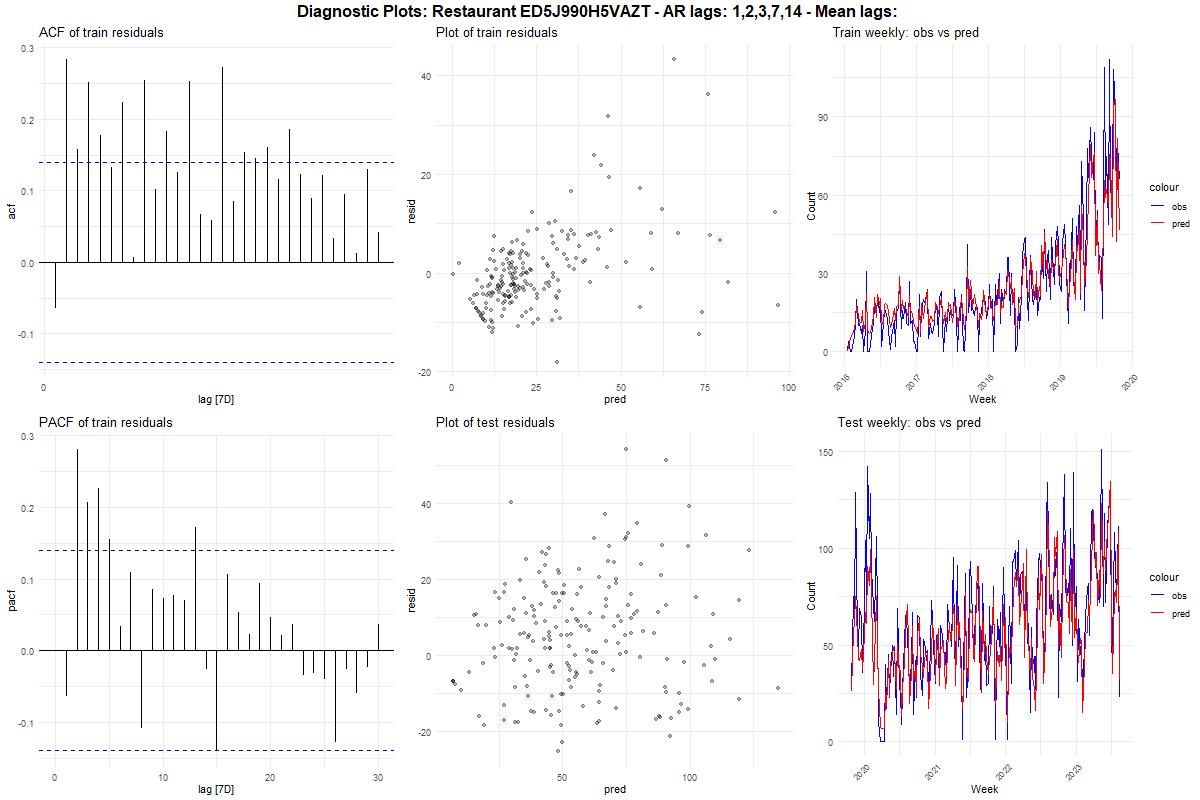 Diagnostic Plots: Restaurant ED5J990H5VAZT - AR lags: 1,2,3,7,14 - Mean lags:
ACF of train residuals
0.3
0.2
0.1
0.0
-0.1
acf
0
lag [7D]
Plot of train residuals
40
20
0
-20
resid
0 25 50 75 100
pred
Train weekly: obs vs pred
90
60
30
0
Count
2016 2017 2018 2019 2020
Week
colour
obs
pred
PACF of train residuals
0.3
0.2
0.1
0.0
-0.1
pacf
0 10 20 30
lag [7D]
Plot of test residuals
40
20
0
-20
resid
50 100
pred
Test weekly: obs vs pred
150
100
50
0
Count
2020 2021 2022 2023
Week
colour
obs
pred